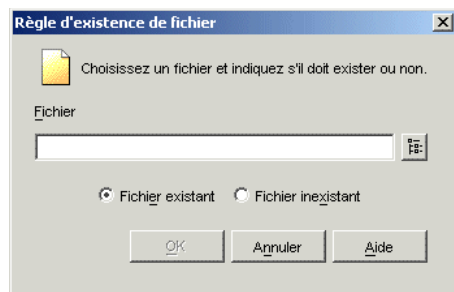 Règle d'existence de fichier
Choisissez un fichier et indiquez s'il doit exister ou non.
Fichier
Fichier existant Fichier inexistant
OK Annuler Aide